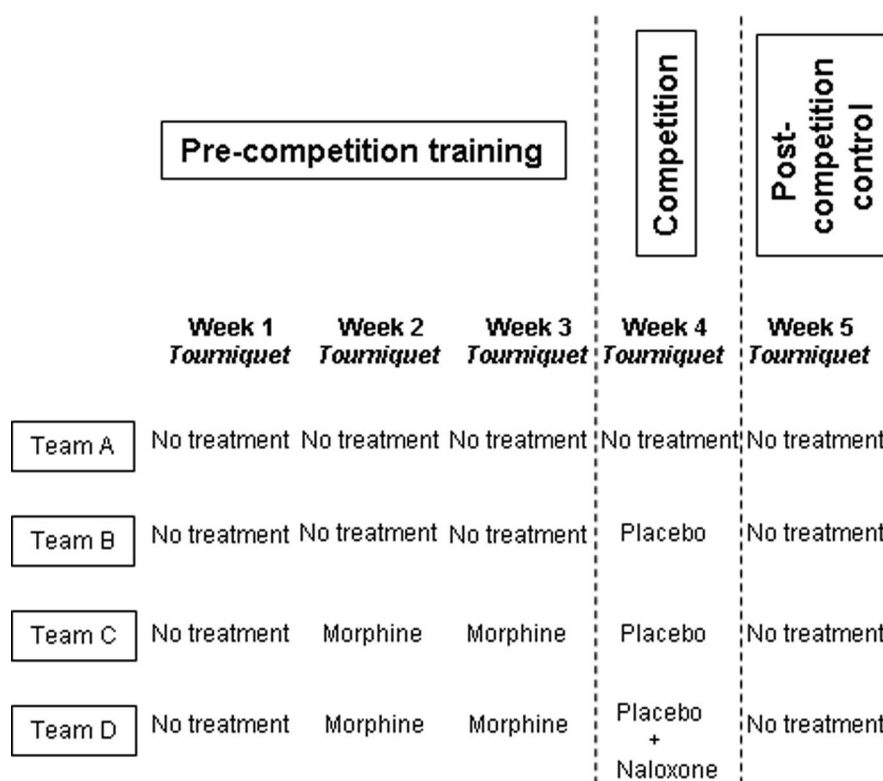 Pre-competition training
Competition
Post-
competition
control
Week 1 Week 2 Week 3 Week 4 Week 5
Tourniquet Tourniquet Tourniquet Tourniquet Tourniquet
Team A No treatment No treatment No treatment No treatment No treatment
Team B No treatment No treatment No treatment Placebo No treatment
Team C No treatment Morphine Morphine Placebo No treatment
Team D No treatment Morphine Morphine Placebo No treatment
+
Naloxone